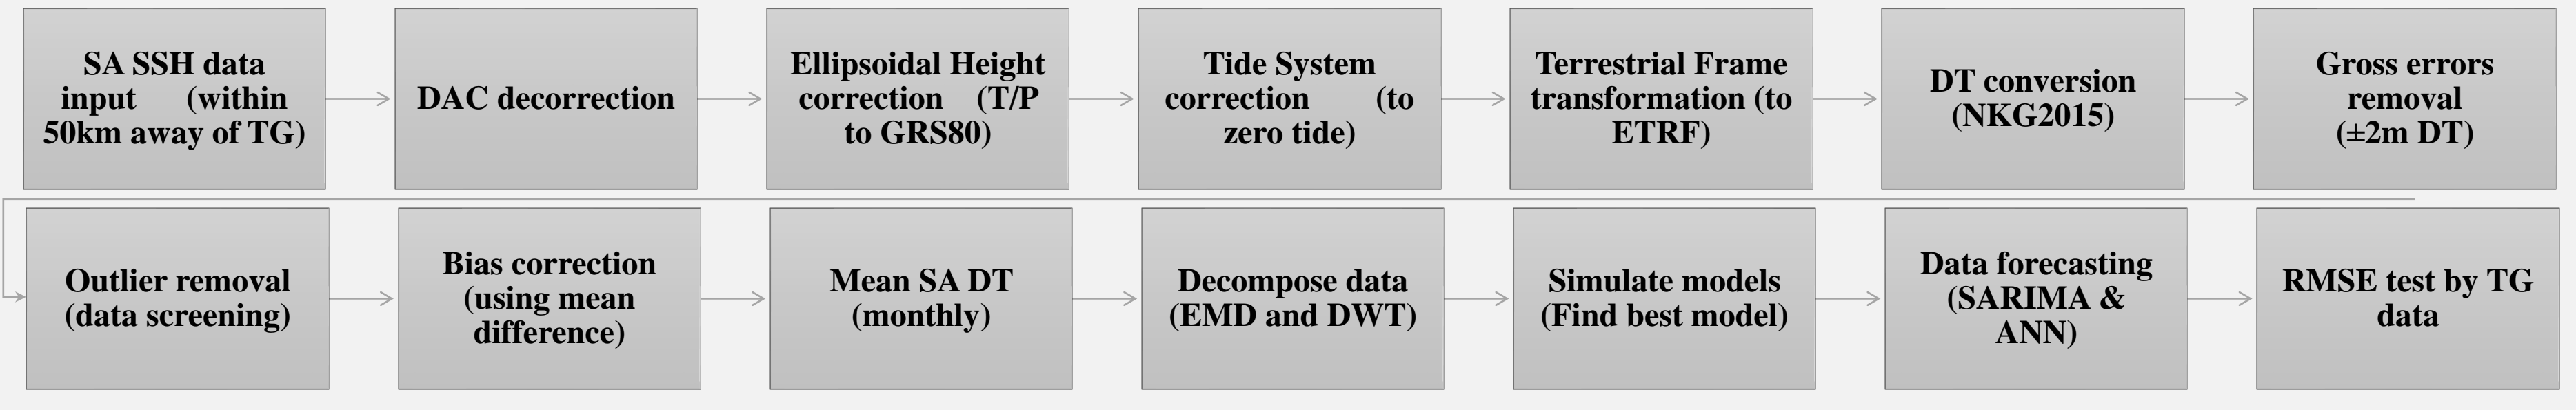 SA SSH data
input (within
50km away of TG)
DAC decorrection
Ellipsoidal Height
correction (T/P
to GRS80)
Tide System
correction (to
zero tide)
Terrestrial Frame
transformation (to
ETRF)
DT conversion
(NKG2015)
Gross errors
removal
(±2m DT)
Outlier removal
(data screening)
Bias correction
(using mean
difference)
Mean SA DT
(monthly)
Decompose data
(EMD and DWT)
Simulate models
(Find best model)
Data forecasting
(SARIMA &
ANN)
RMSE test by TG
data